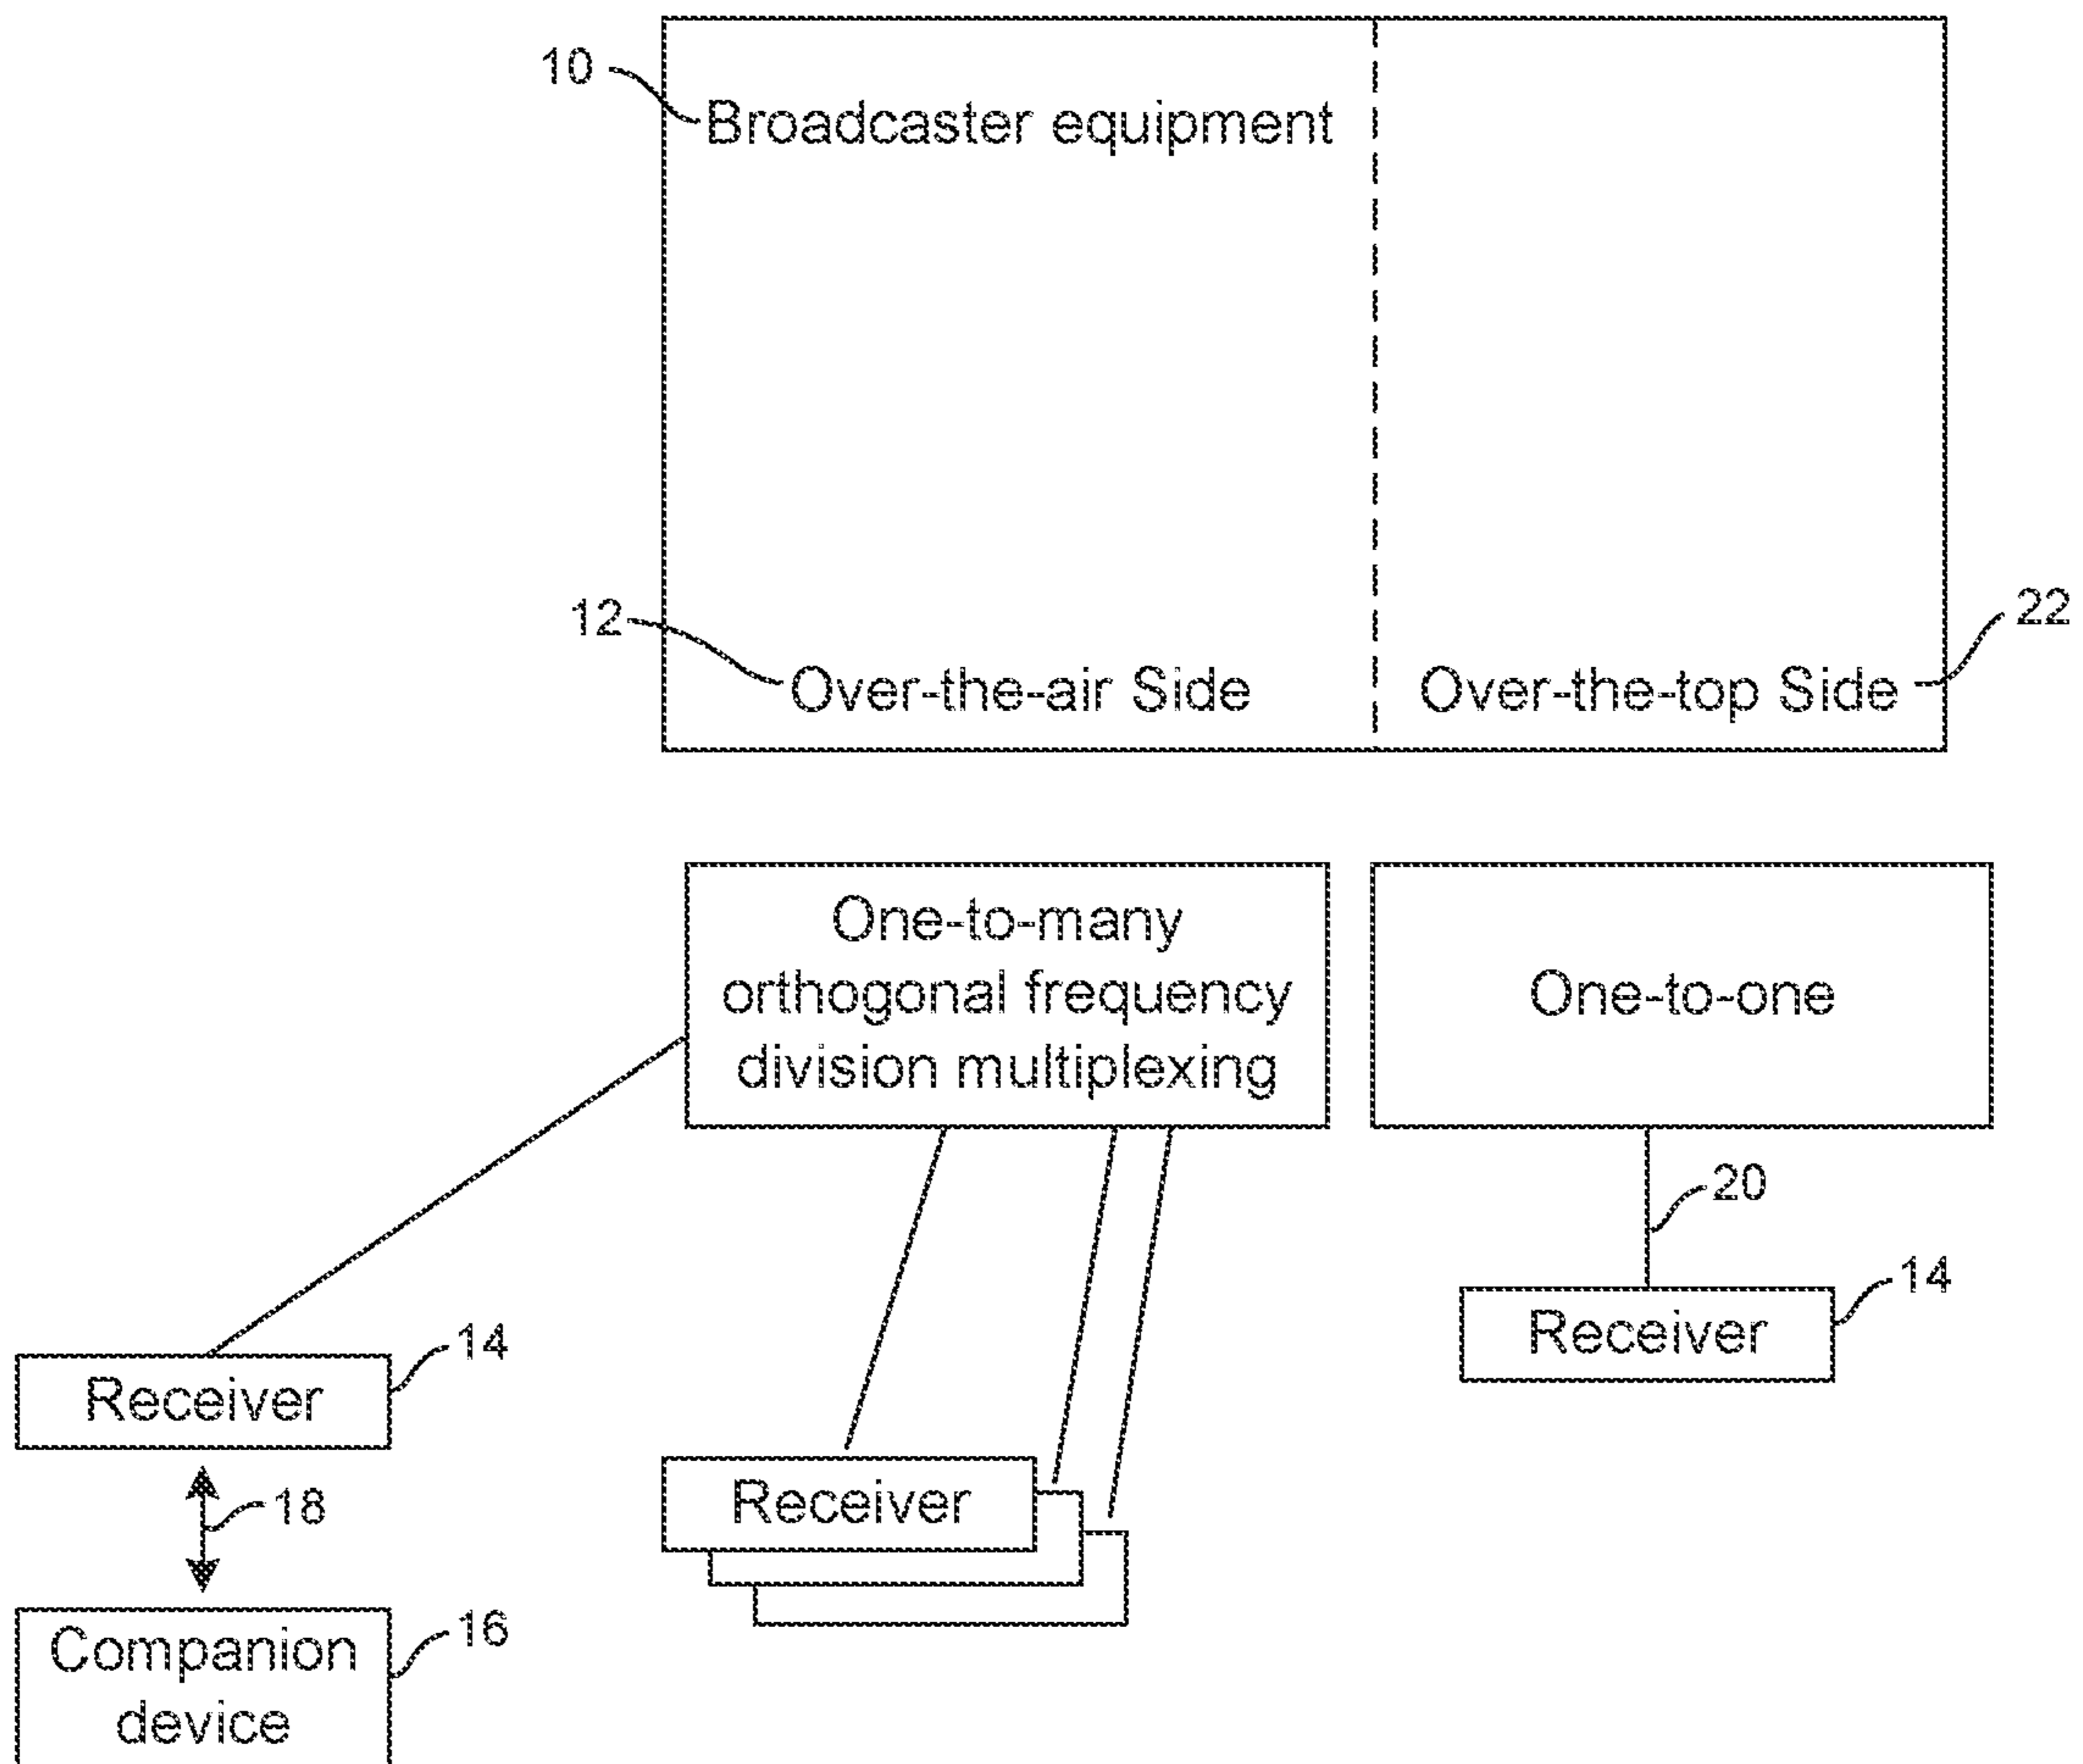 10
Broadcaster equipment
12
22
Over-the-air Side
Over-the-top Side
One-to-many
orthogonal frequency
division multiplexing
One-to-one
20
14
Receiver
14
Receiver
18
Receiver
16
Companion
device